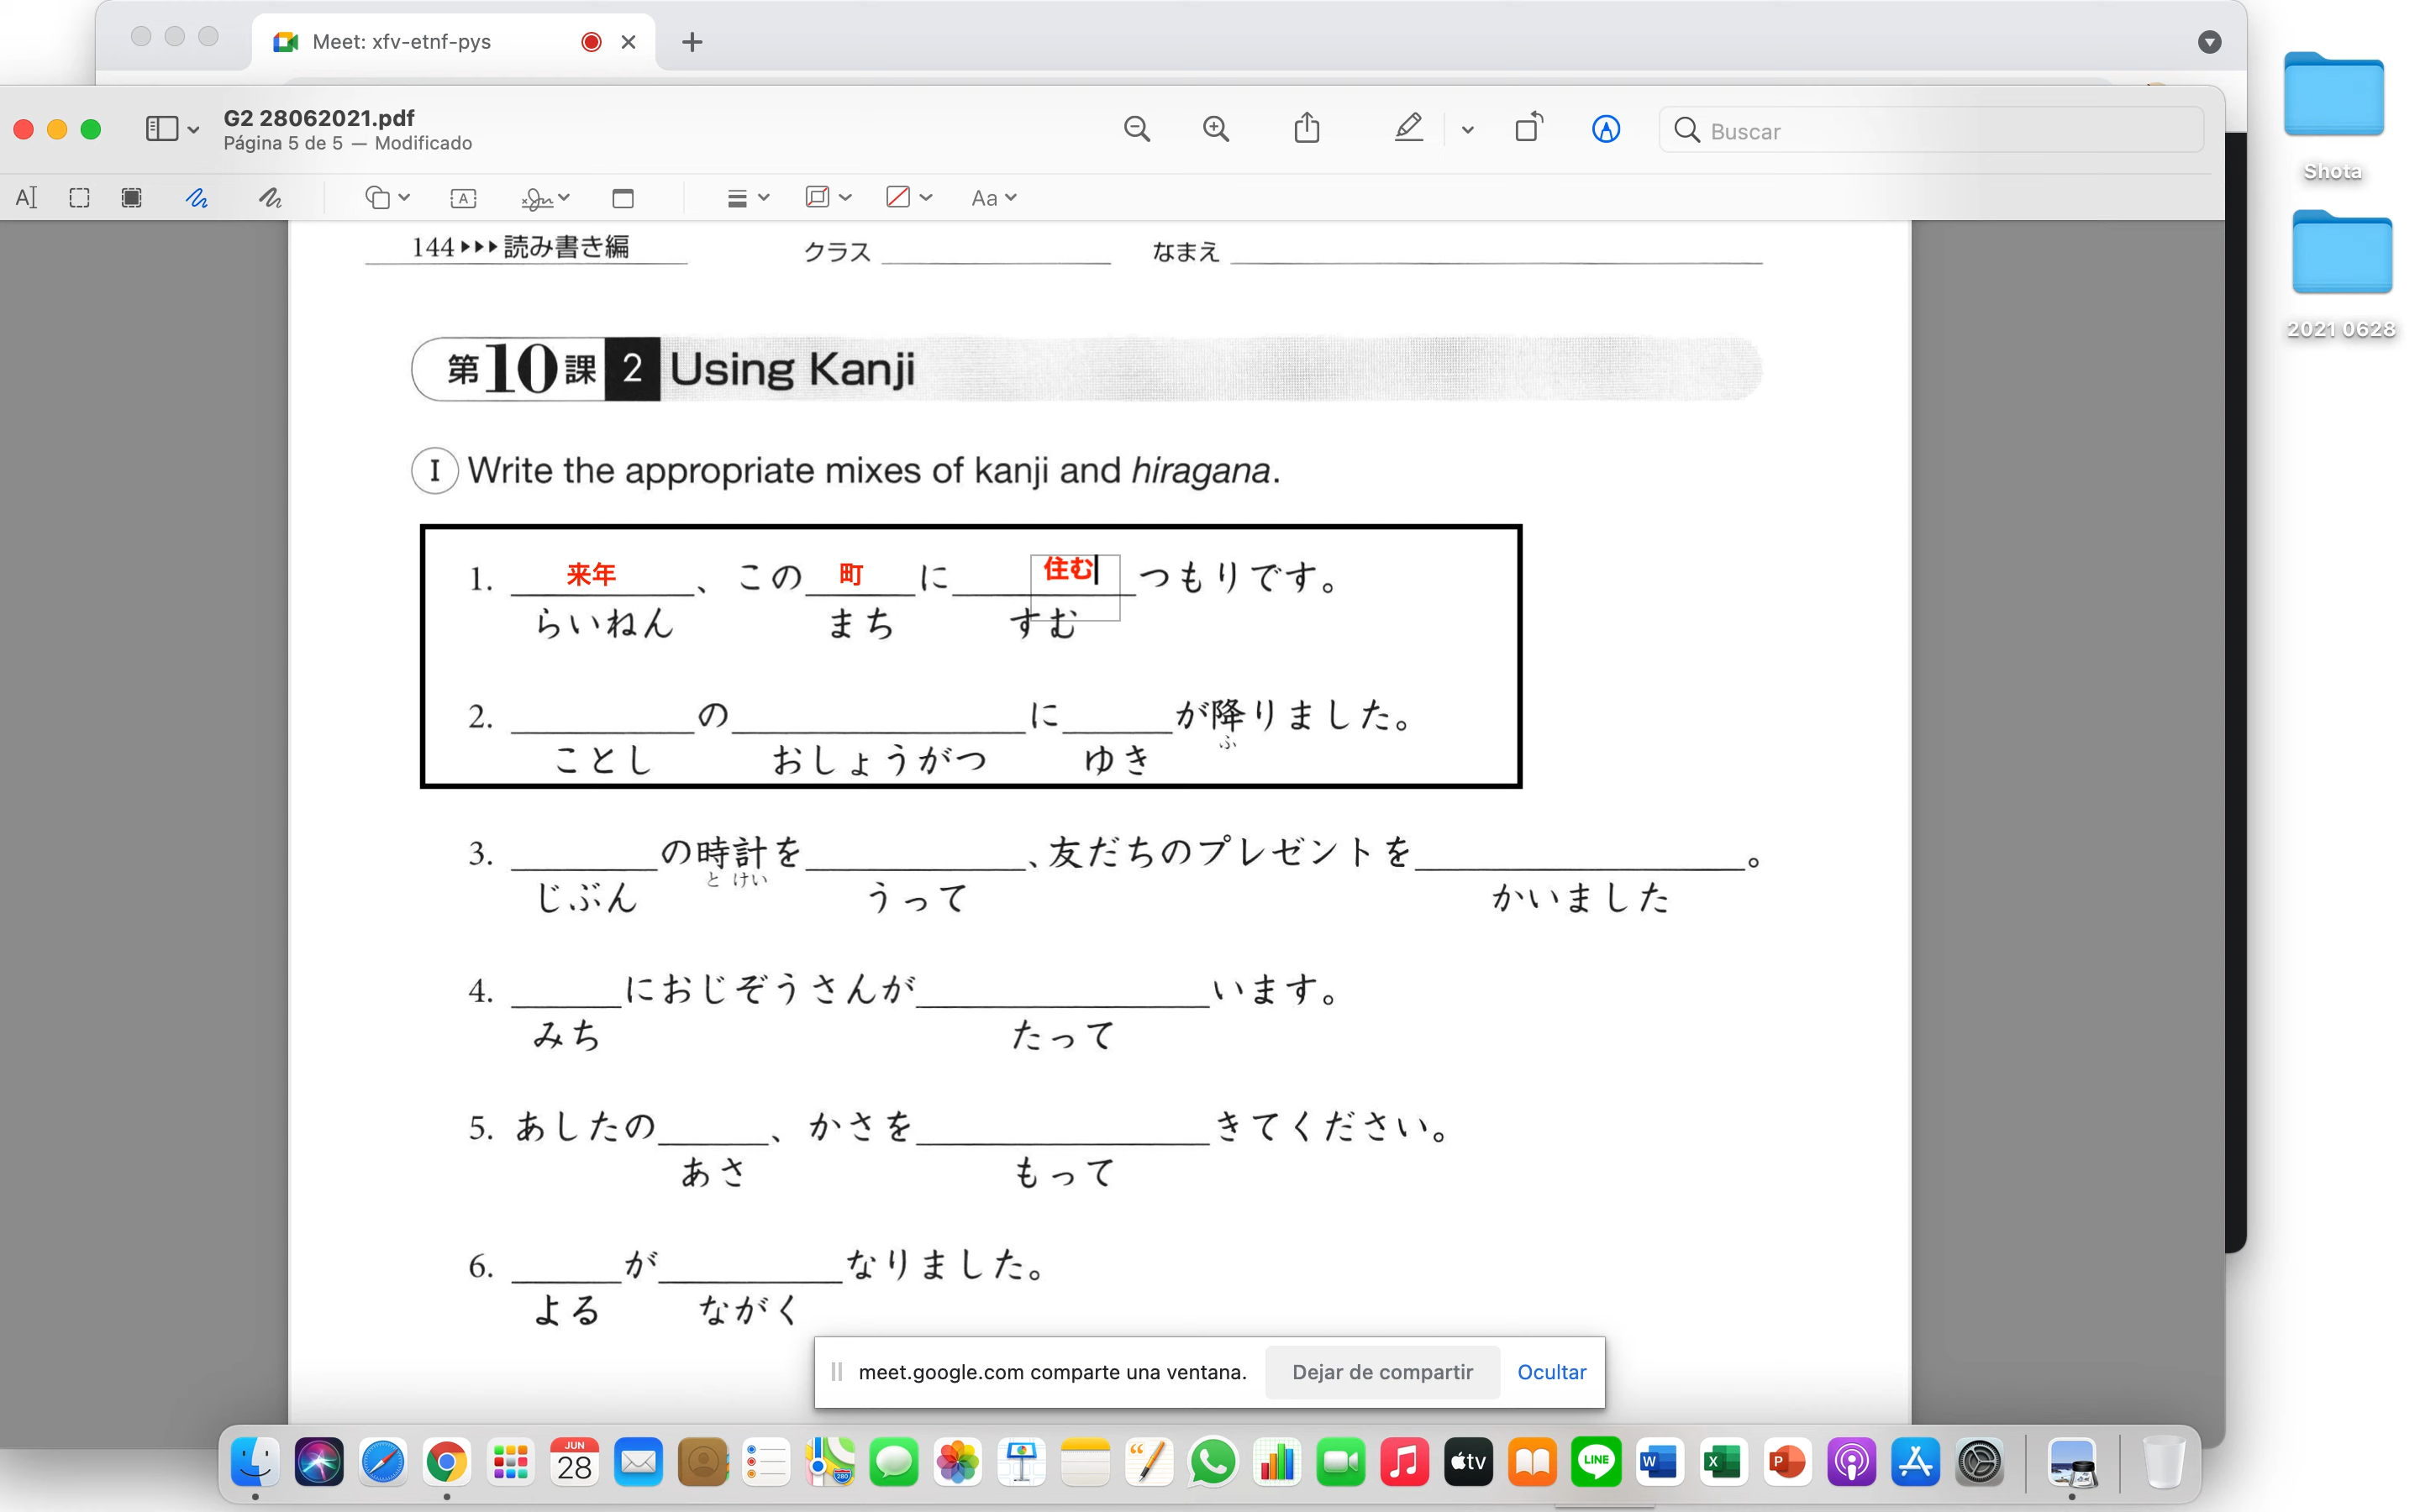 Meet: xfv-etnf-pys
G2 28062021.pdf
Página 5 de 5 — Modificado
Buscar
Shota
2021 0628
A
A
Aa
144▸▸▸読み書き編 クラス なまえ
第10課 2 Using Kanji
I Write the appropriate mixes of kanji and hiragana.
1. 来年、この町に住むつもりです。
らいねん まち すむ
2. の に が降りました。
ことし おしょうがつ ゆき ふ
3. の時計を 、友だちのプレゼントを 。
と けい
じぶん うって かいました
4. におじぞうさんが います。
みち たって
5. あしたの 、かさを きてください。
あさ もって
6. が なりました。
よる ながく
meet.google.com comparte una ventana. Dejar de compartir Ocultar
JUN
28
280
tv
LINE
W
X
P